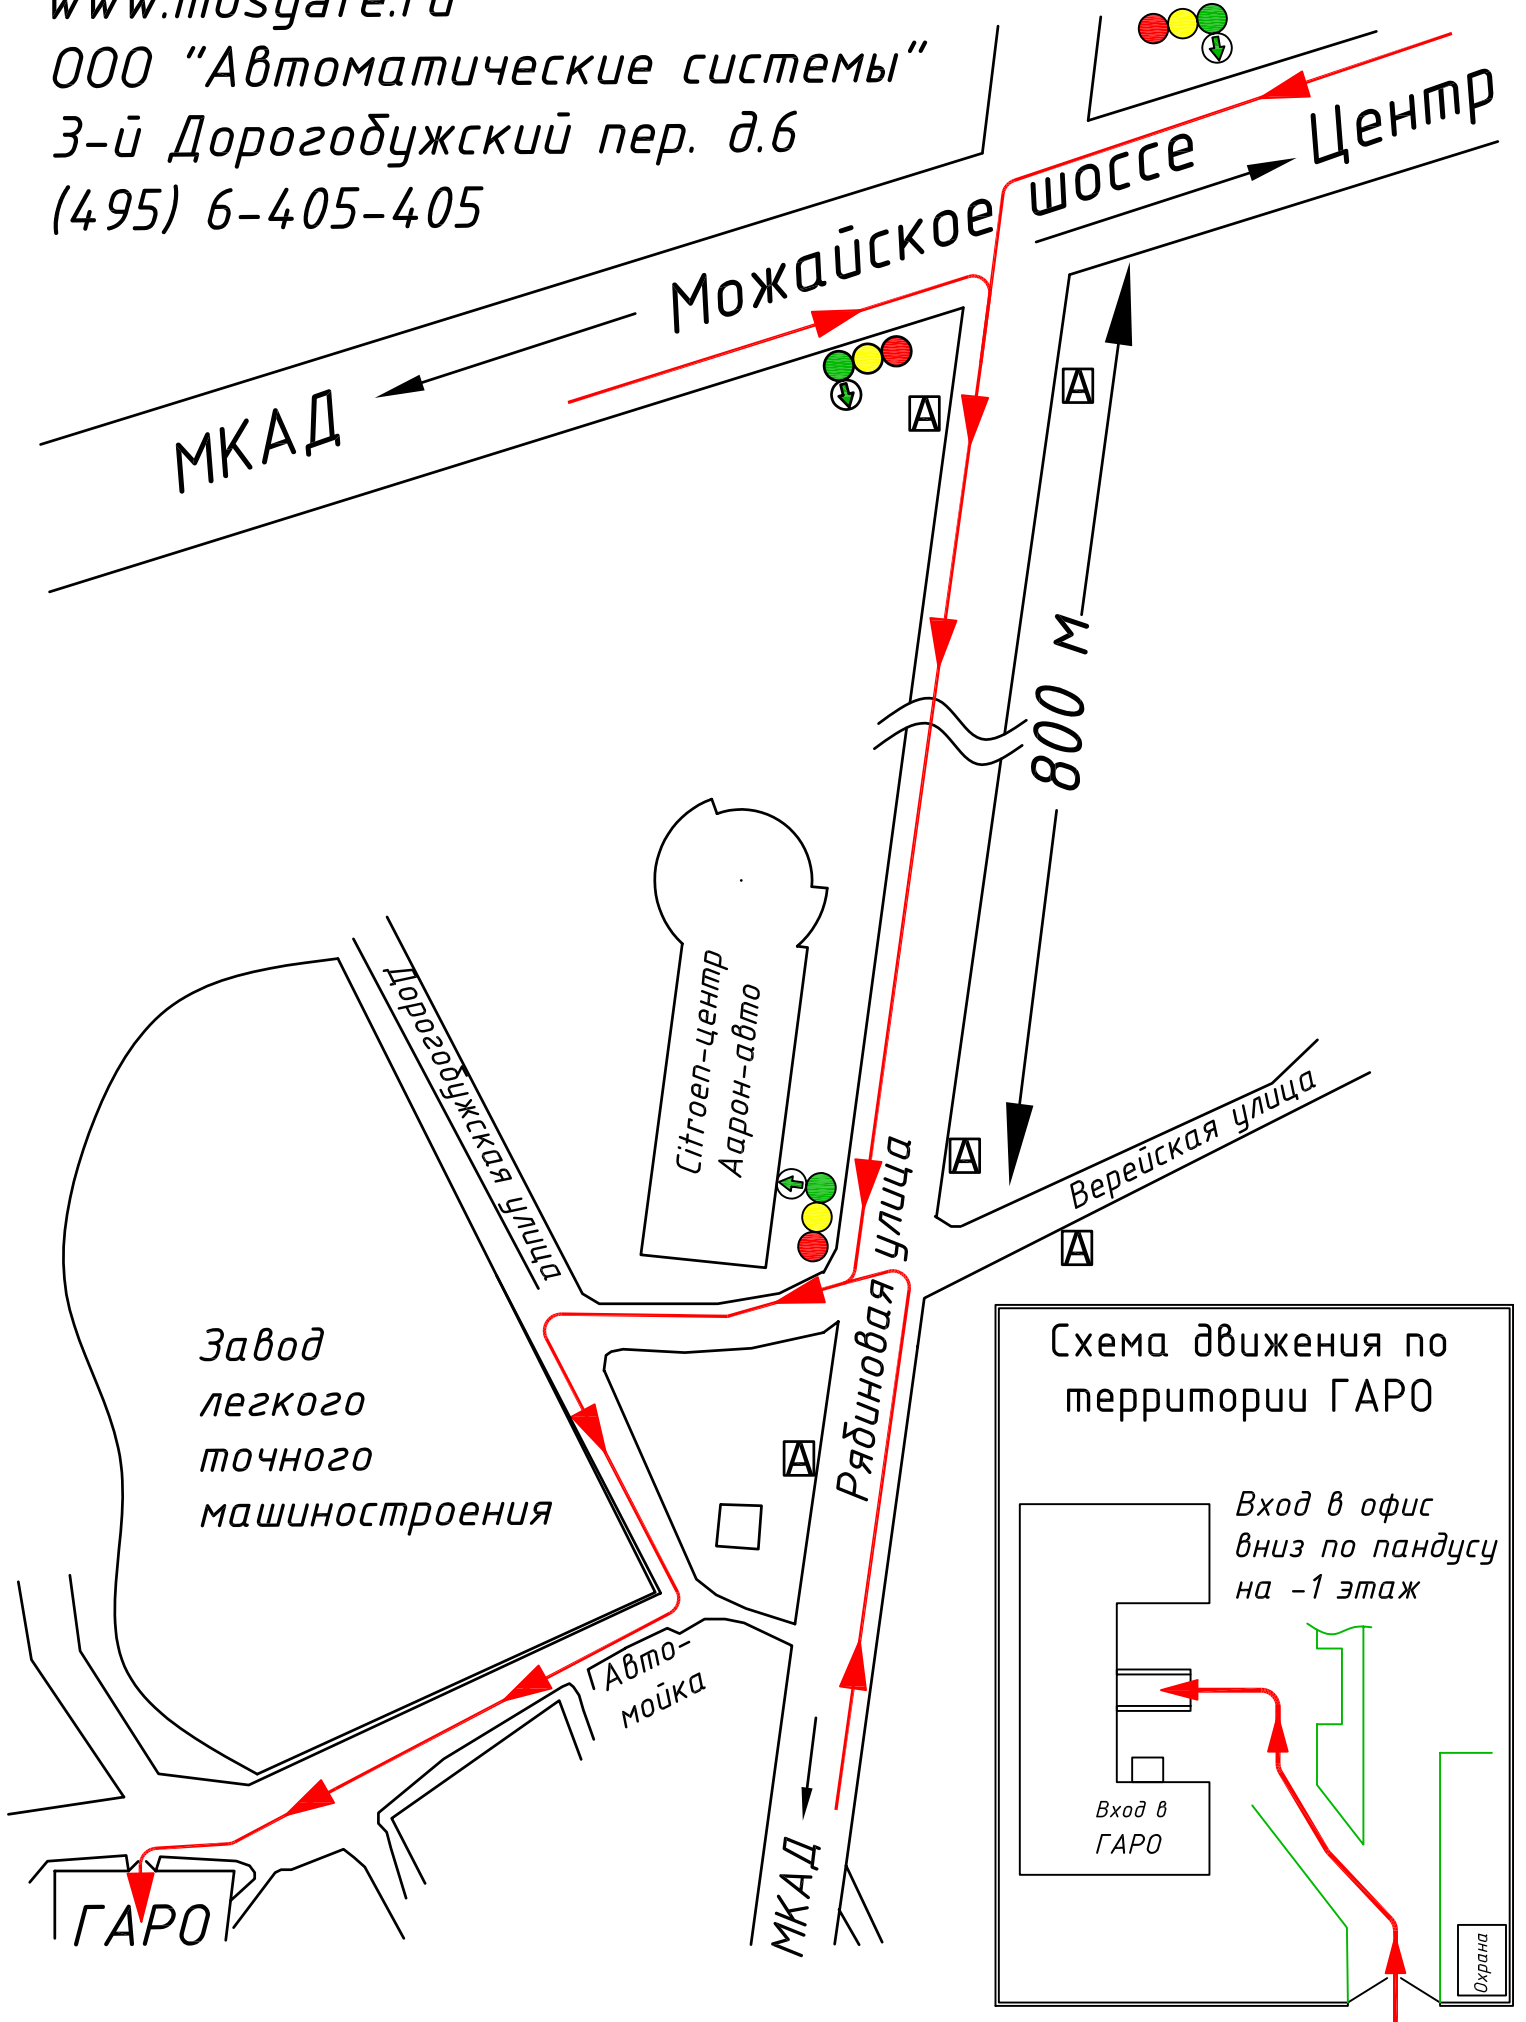 www.mosgate.ru
ООО "Автоматические системы"
3-й Дорогобужский пер. д.6
(495) 6-405-405
Можайское шоссе
Центр
МКАД
А
А
800 м
Citroen-центр
Аарон-авто
Дорогобужская улица
А
Верейская улица
А
Рябиновая улица
Завод
легкого
точного
машиностроения
А
Авто-
мойка
МКАД
ГАРО
Схема движения по
территории ГАРО
Вход в офис
вниз по пандусу
на -1 этаж
Вход в
ГАРО
Охрана